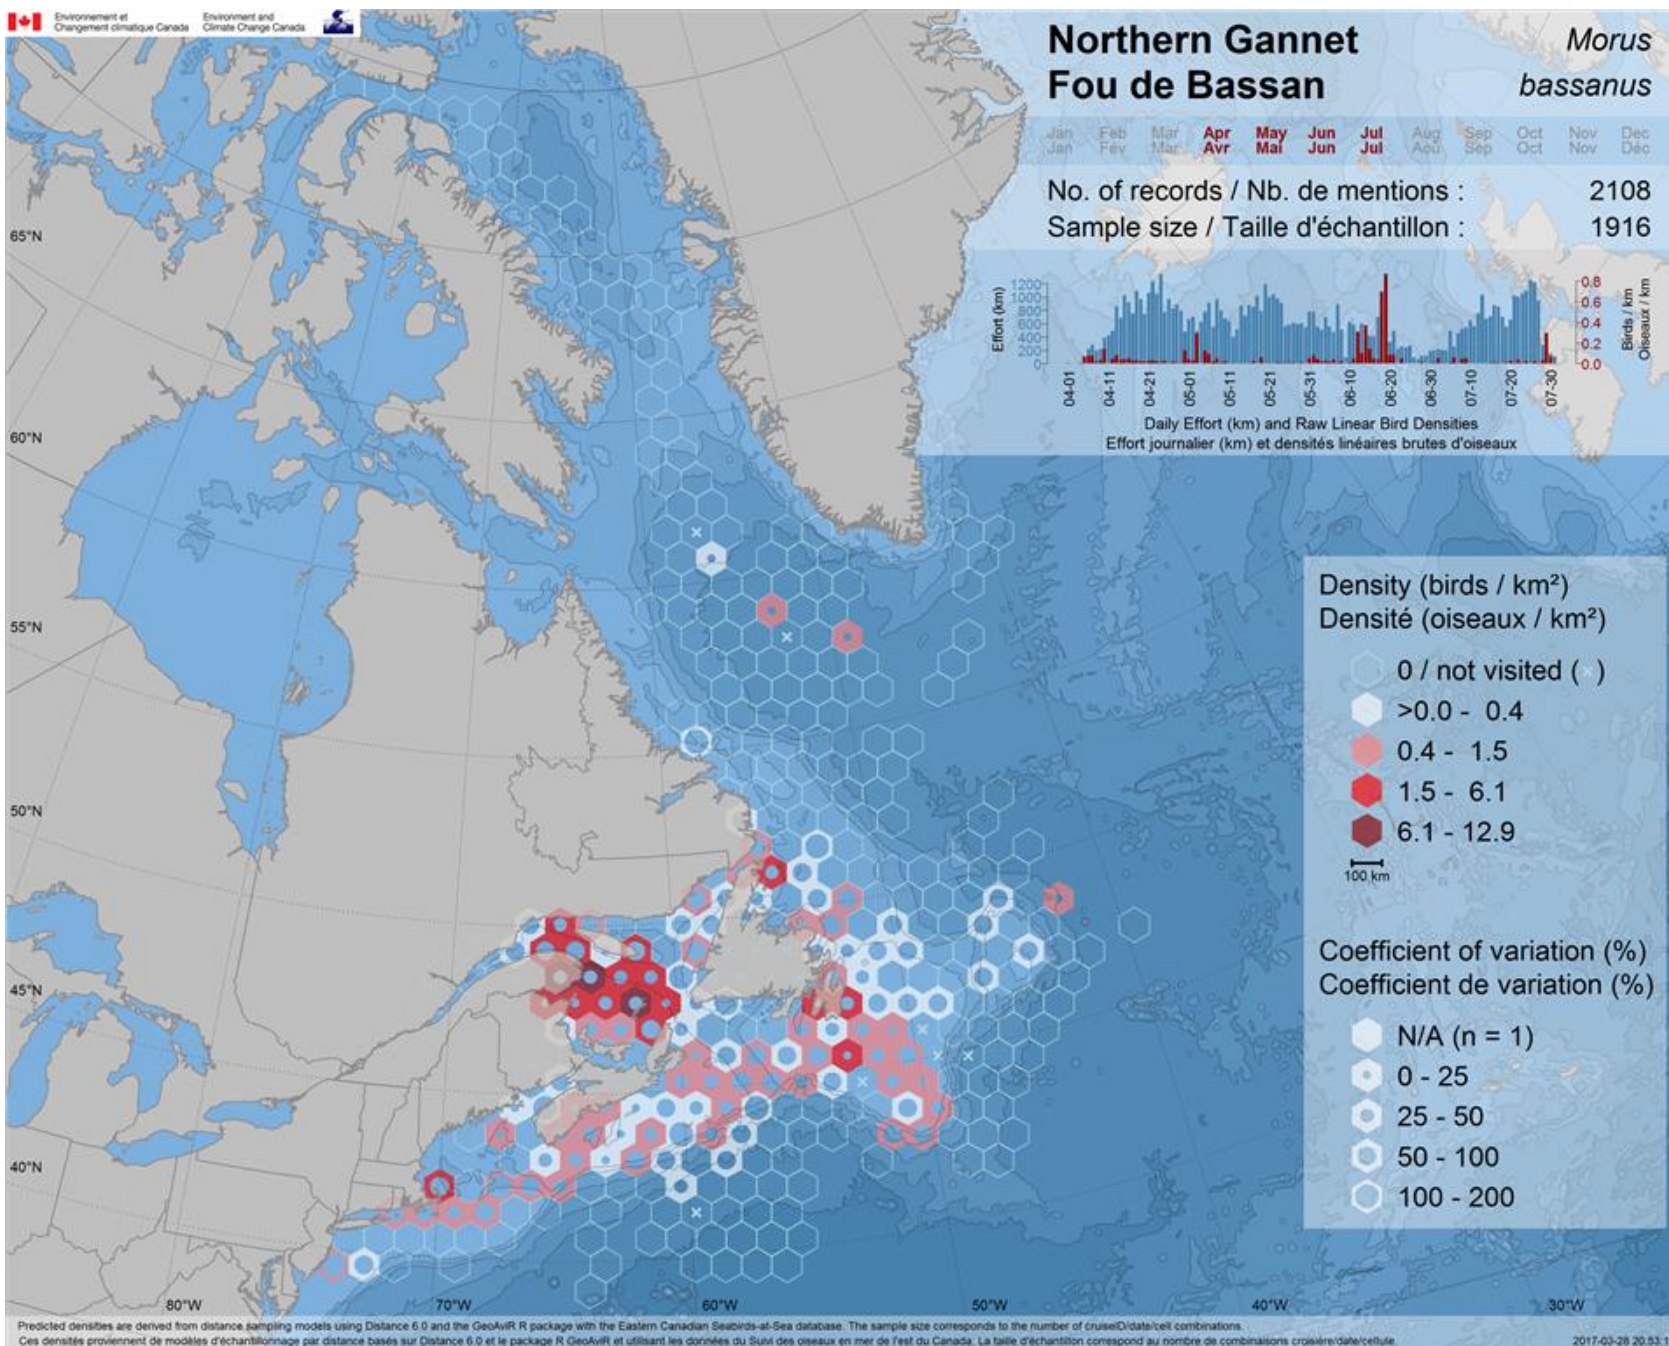 Environnement et
Changement climatique Canada
Environment and
Climate Change Canada
Northern Gannet
Fou de Bassan
Morus
bassanus
Jan Feb Mar Apr May Jun Jul Aug Sep Oct Nov Dec
Jan Fév Mar Avr Mai Jun Jul Aoû Sep Oct Nov Déc
No. of records / Nb. de mentions : 2108
Sample size / Taille d'échantillon : 1916
Effort (km)
1200
1000
800
600
400
200
0.8
0.6
0.4
0.2
0.0
Birds / km
Oiseaux / km
04-01 04-11 04-21 05-01 05-11 05-21 05-31 06-10 06-20 06-30 07-10 07-20 07-30
Daily Effort (km) and Raw Linear Bird Densities
Effort journalier (km) et densités linéaires brutes d'oiseaux
65°N
60°N
55°N
50°N
45°N
40°N
Density (birds / km²)
Densité (oiseaux / km²)
0 / not visited (×)
>0.0 - 0.4
0.4 - 1.5
1.5 - 6.1
6.1 - 12.9
100 km
Coefficient of variation (%)
Coefficient de variation (%)
N/A (n = 1)
0 - 25
25 - 50
50 - 100
100 - 200
80°W 70°W 60°W 50°W 40°W 30°W
Predicted densities are derived from distance sampling models using Distance 6.0 and the GeoAviR R package with the Eastern Canadian Seabirds-at-Sea database. The sample size corresponds to the number of cruiseID/date/cell combinations.
Ces densités proviennent de modèles d'échantillonnage par distance basés sur Distance 6.0 et le package R GeoAviR et utilisant les données du Suivi des oiseaux en mer de l'est du Canada. La taille d'échantillon correspond au nombre de combinaisons croisière/date/cellule.
2017-03-28